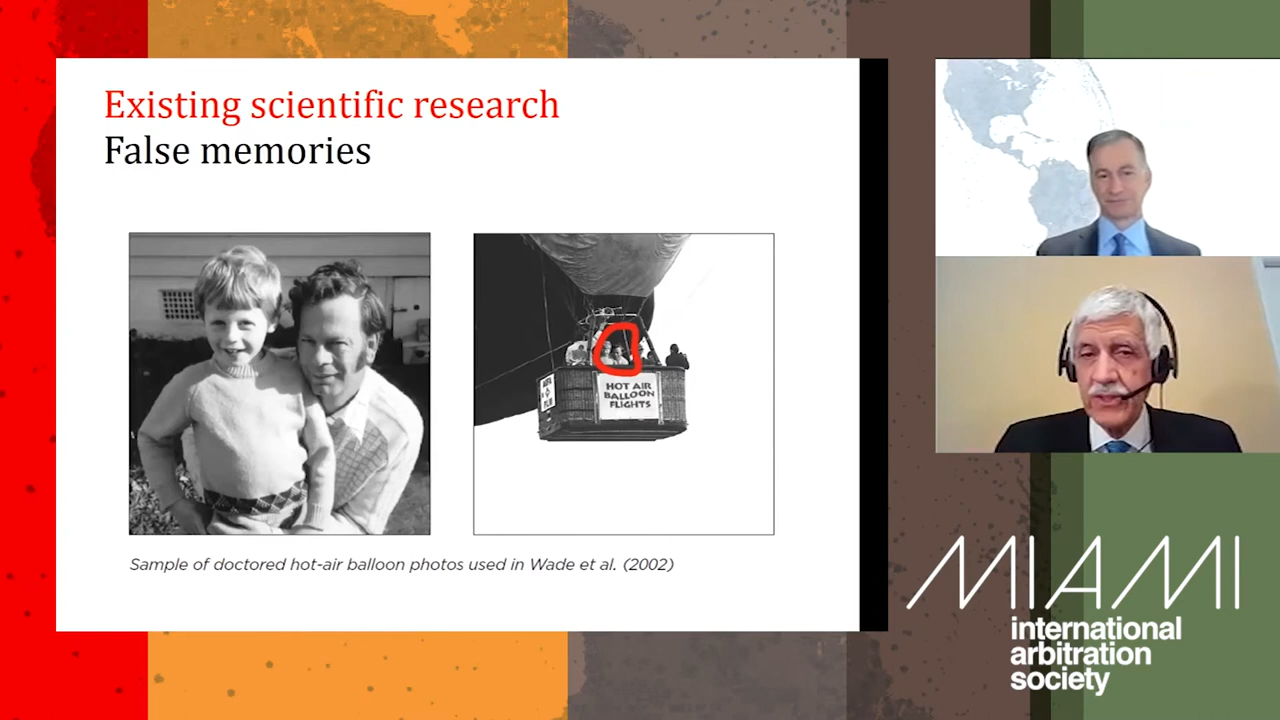 Existing scientific research
False memories
HOT AIR
BALLOON
FLIGHTS
Sample of doctored hot-air balloon photos used in Wade et al. (2002)
MIAMI
international
arbitration
society